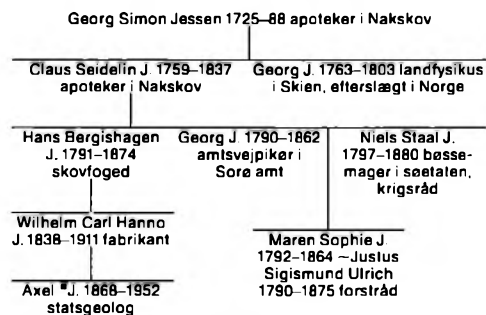 Georg Simon Jessen 1725–88 apoteker i Nakskov
Claus Seidelin J. 1759–1837
apoteker i Nakskov
Georg J. 1763–1803 landfysikus
i Skien, efterslægt i Norge
Hans Bergishagen
J. 1791–1874
skovfoged
Georg J. 1790–1862
amtsvejpikør i
Sorø amt
Niels Staal J.
1797–1880 bøsse-
mager i søetaten,
krigsråd
Wilhelm Carl Hanno
J. 1838–1911 fabrikant
Maren Sophie J.
1792–1864 ~ Justus
Sigismund Ulrich
1790–1875 forstråd
Axel J. 1868–1952
statsgeolog